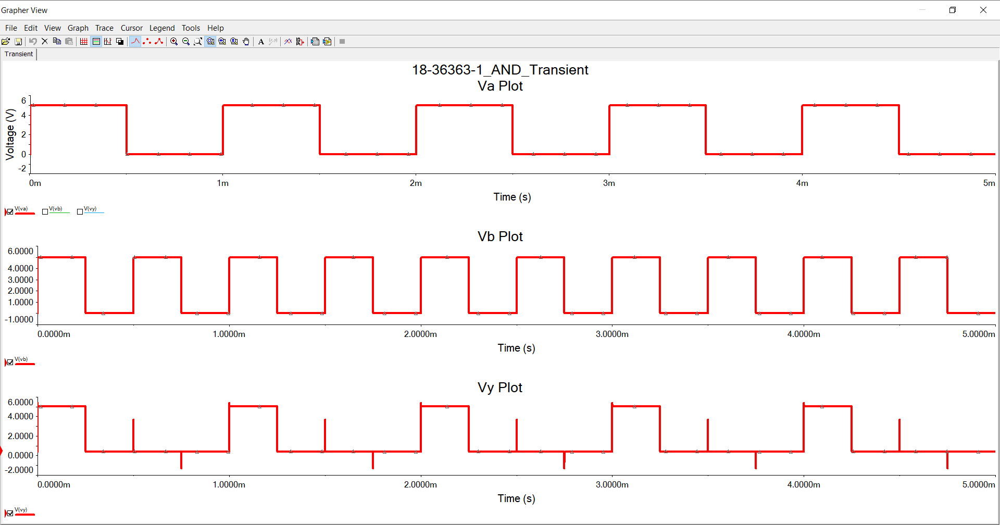 Grapher View
File Edit View Graph Trace Cursor Legend Tools Help
A
Transient
18-36363-1_AND_Transient
Va Plot
Voltage (V)
6
4
2
0
-2
0m 1m 2m 3m 4m 5m
Time (s)
V(va) V(vb) V(vy)
Vb Plot
6.0000
4.0000
3.0000
2.0000
1.0000
-1.0000
0.0000m 1.0000m 2.0000m 3.0000m 4.0000m 5.0000m
Time (s)
V(vb)
Vy Plot
6.0000
4.0000
2.0000
0.0000
-2.0000
0.0000m 1.0000m 2.0000m 3.0000m 4.0000m 5.0000m
Time (s)
V(vy)